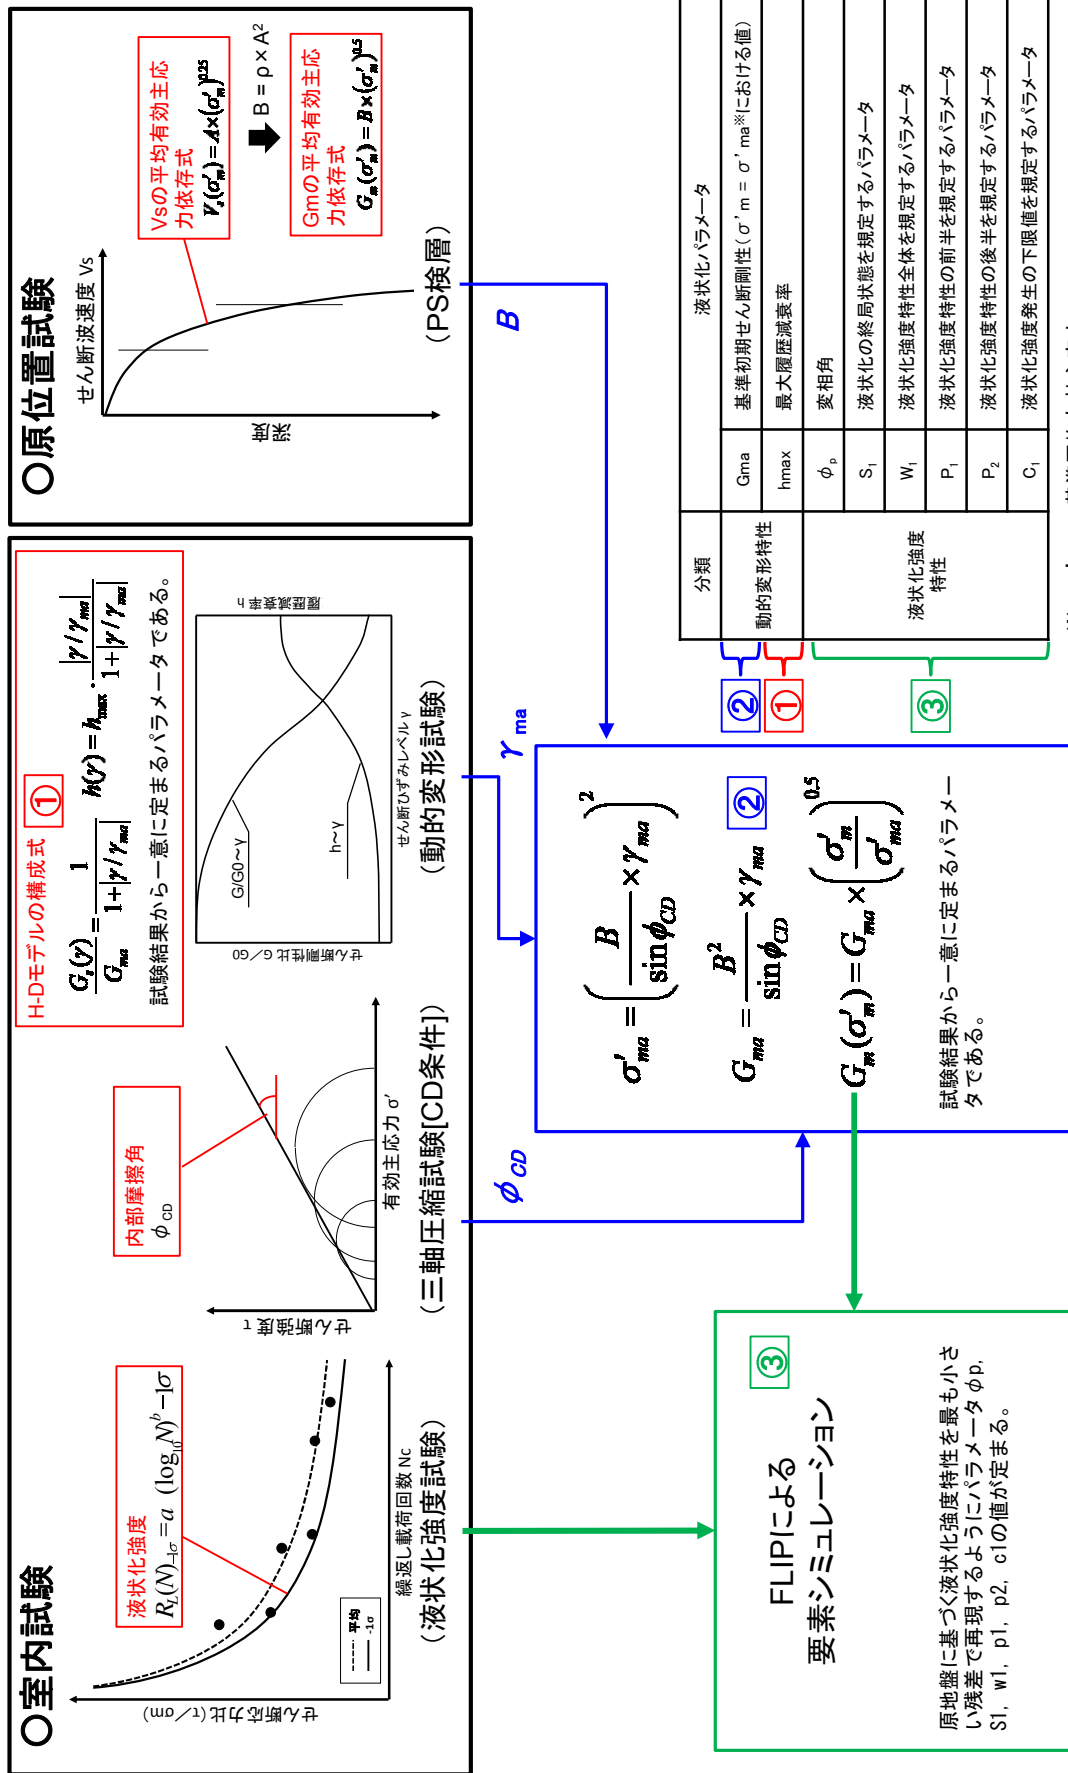 〇室内試験
液状化強度
R_L(N)_{-1σ} = a (log_{10} N)^b − 1σ
せん断応力比(τ/σm)
平均
-1σ
繰返し載荷回数 Nc
（液状化強度試験）
内部摩擦角
φ CD
せん断強度 τ
有効主応力 σ'
（三軸圧縮試験[CD条件]）
H-Dモデルの構成式 ①
G_s(γ)/G_ma = 1/(1+|γ/γ_ma|) h(γ) = h_max · |γ/γ_ma|/(1+|γ/γ_ma|)
試験結果から一意に定まるパラメータである。
せん断剛性比 G/G0
履歴減衰率 h
G/G0~γ
h~γ
せん断ひずみレベル γ
（動的変形試験）
〇原位置試験
せん断波速度 Vs
深度
Vsの平均有効主応
力依存式
V_s(σ'_m) = A×(σ'_m)^0.25
B = ρ × A²
Gmの平均有効主応
力依存式
G_m(σ'_m) = B×(σ'_m)^0.5
（PS検層）
φ CD
γ ma
B
σ'_ma = (B/sinφ_CD × γ_ma)^2
G_ma = B²/sinφ_CD × γ_ma ②
G_m(σ'_m) = G_ma × (σ'_m/σ'_ma)^0.5
試験結果から一意に定まるパラメー
タである。
③
FLIPによる
要素シミュレーション
原地盤に基づく液状化強度特性を最も小さ
い残差で再現するようにパラメータφp,
S1, w1, p1, p2, c1の値が定まる。
分類 液状化パラメータ
② 動的変形特性 Gma 基準初期せん断剛性(σ'm = σ'ma※における値)
① hmax 最大履歴減衰率
③ 液状化強度
特性 φp 変相角
S1 液状化の終局状態を規定するパラメータ
W1 液状化強度特性全体を規定するパラメータ
P1 液状化強度特性の前半を規定するパラメータ
P2 液状化強度特性の後半を規定するパラメータ
C1 液状化強度発生の下限値を規定するパラメータ